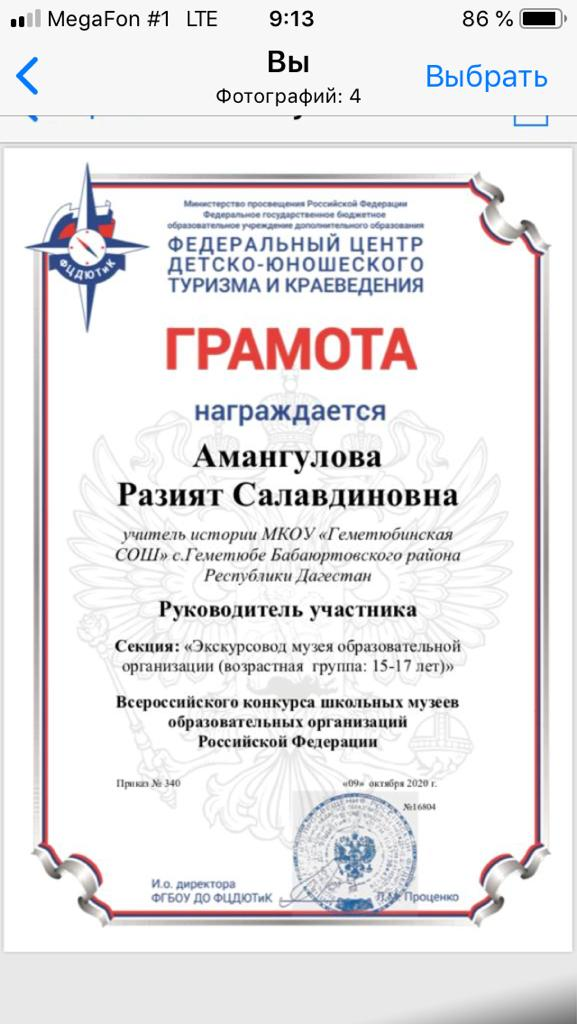 MegaFon #1 LTE 9:13 86 %
Вы
Фотографий: 4
Выбрать
Министерство просвещения Российской Федерации
Федеральное государственное бюджетное
образовательное учреждение дополнительного образования
ФЕДЕРАЛЬНЫЙ ЦЕНТР
ДЕТСКО-ЮНОШЕСКОГО
ТУРИЗМА И КРАЕВЕДЕНИЯ
ФЦДЮТиК
ГРАМОТА
награждается
Амангулова
Разият Салавдиновна
учитель истории МКОУ «Геметюбинская
СОШ» с.Геметюбе Бабаюртовского района
Республики Дагестан
Руководитель участника
Секция: «Экскурсовод музея образовательной
организации (возрастная группа: 15-17 лет)»
Всероссийского конкурса школьных музеев
образовательных организаций
Российской Федерации
Приказ № 340 «09» октября 2020 г.
№16804
И.о. директора
ФГБОУ ДО ФЦДЮТиК Л.М. Проценко